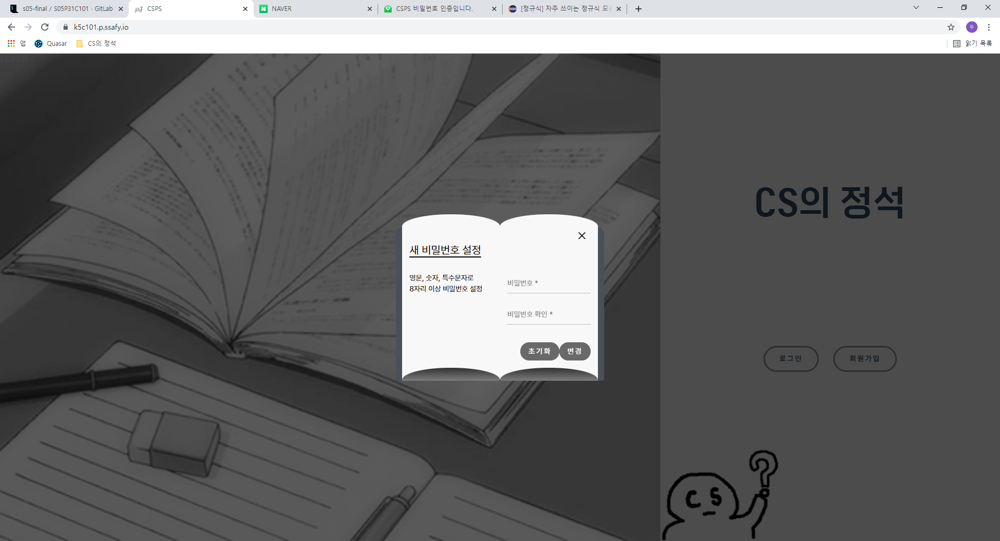 s05-final / S05P31C101 · GitLab
CSPS
NAVER
CSPS 비밀번호 인증입니다.
[정규식] 자주 쓰이는 정규식 모음
k5c101.p.ssafy.io
두
앱
Quasar
CS의 정석
읽기 목록
새 비밀번호 설정
영문, 숫자, 특수문자로
8자리 이상 비밀번호 설정
비밀번호 *
비밀번호 확인 *
초기화
변경
CS의 정석
로그인
회원가입
? 
CS